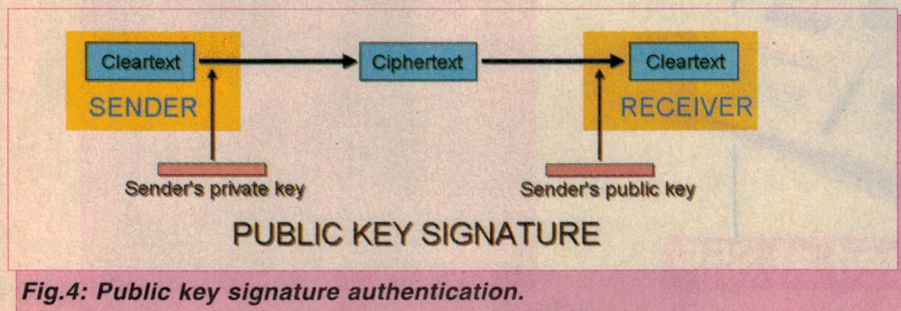 Cleartext
Ciphertext
Cleartext
SENDER
RECEIVER
Sender's private key
Sender's public key
PUBLIC KEY SIGNATURE
Fig.4: Public key signature authentication.